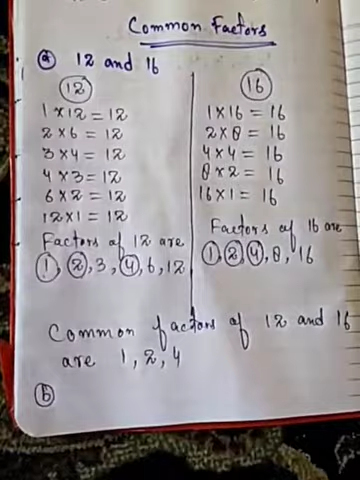 Common Factors
(a) 12 and 16
12
1 x 12 = 12
2 x 6 = 12
3 x 4 = 12
4 x 3 = 12
6 x 2 = 12
12 x 1 = 12
Factors of 12 are
1, 2, 3, 4, 6, 12
16
1 x 16 = 16
2 x 8 = 16
4 x 4 = 16
8 x 2 = 16
16 x 1 = 16
Factors of 16 are
1, 2, 4, 8, 16
Common factors of 12 and 16
are 1, 2, 4
(b)